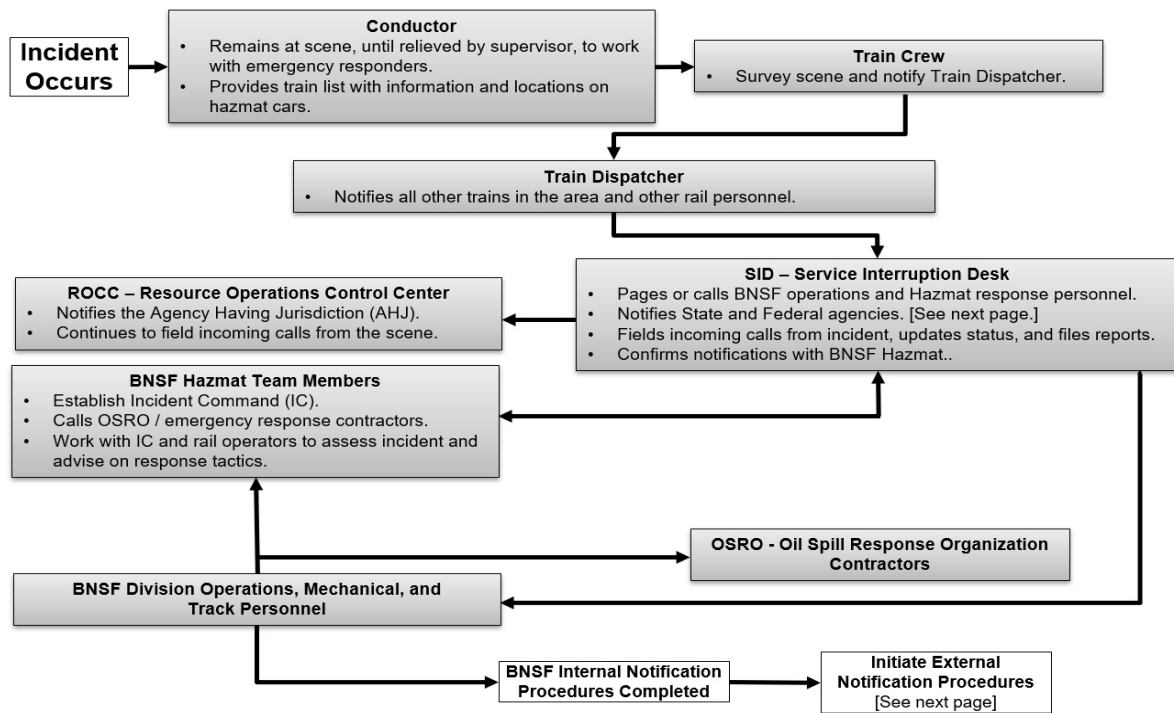 Incident
Occurs
Conductor
• Remains at scene, until relieved by supervisor, to work
with emergency responders.
• Provides train list with information and locations on
hazmat cars.
Train Crew
• Survey scene and notify Train Dispatcher.
Train Dispatcher
• Notifies all other trains in the area and other rail personnel.
SID – Service Interruption Desk
• Pages or calls BNSF operations and Hazmat response personnel.
• Notifies State and Federal agencies. [See next page.]
• Fields incoming calls from incident, updates status, and files reports.
• Confirms notifications with BNSF Hazmat..
ROCC – Resource Operations Control Center
• Notifies the Agency Having Jurisdiction (AHJ).
• Continues to field incoming calls from the scene.
BNSF Hazmat Team Members
• Establish Incident Command (IC).
• Calls OSRO / emergency response contractors.
• Work with IC and rail operators to assess incident and
advise on response tactics.
OSRO - Oil Spill Response Organization
Contractors
BNSF Division Operations, Mechanical, and
Track Personnel
BNSF Internal Notification
Procedures Completed
Initiate External
Notification Procedures
[See next page]